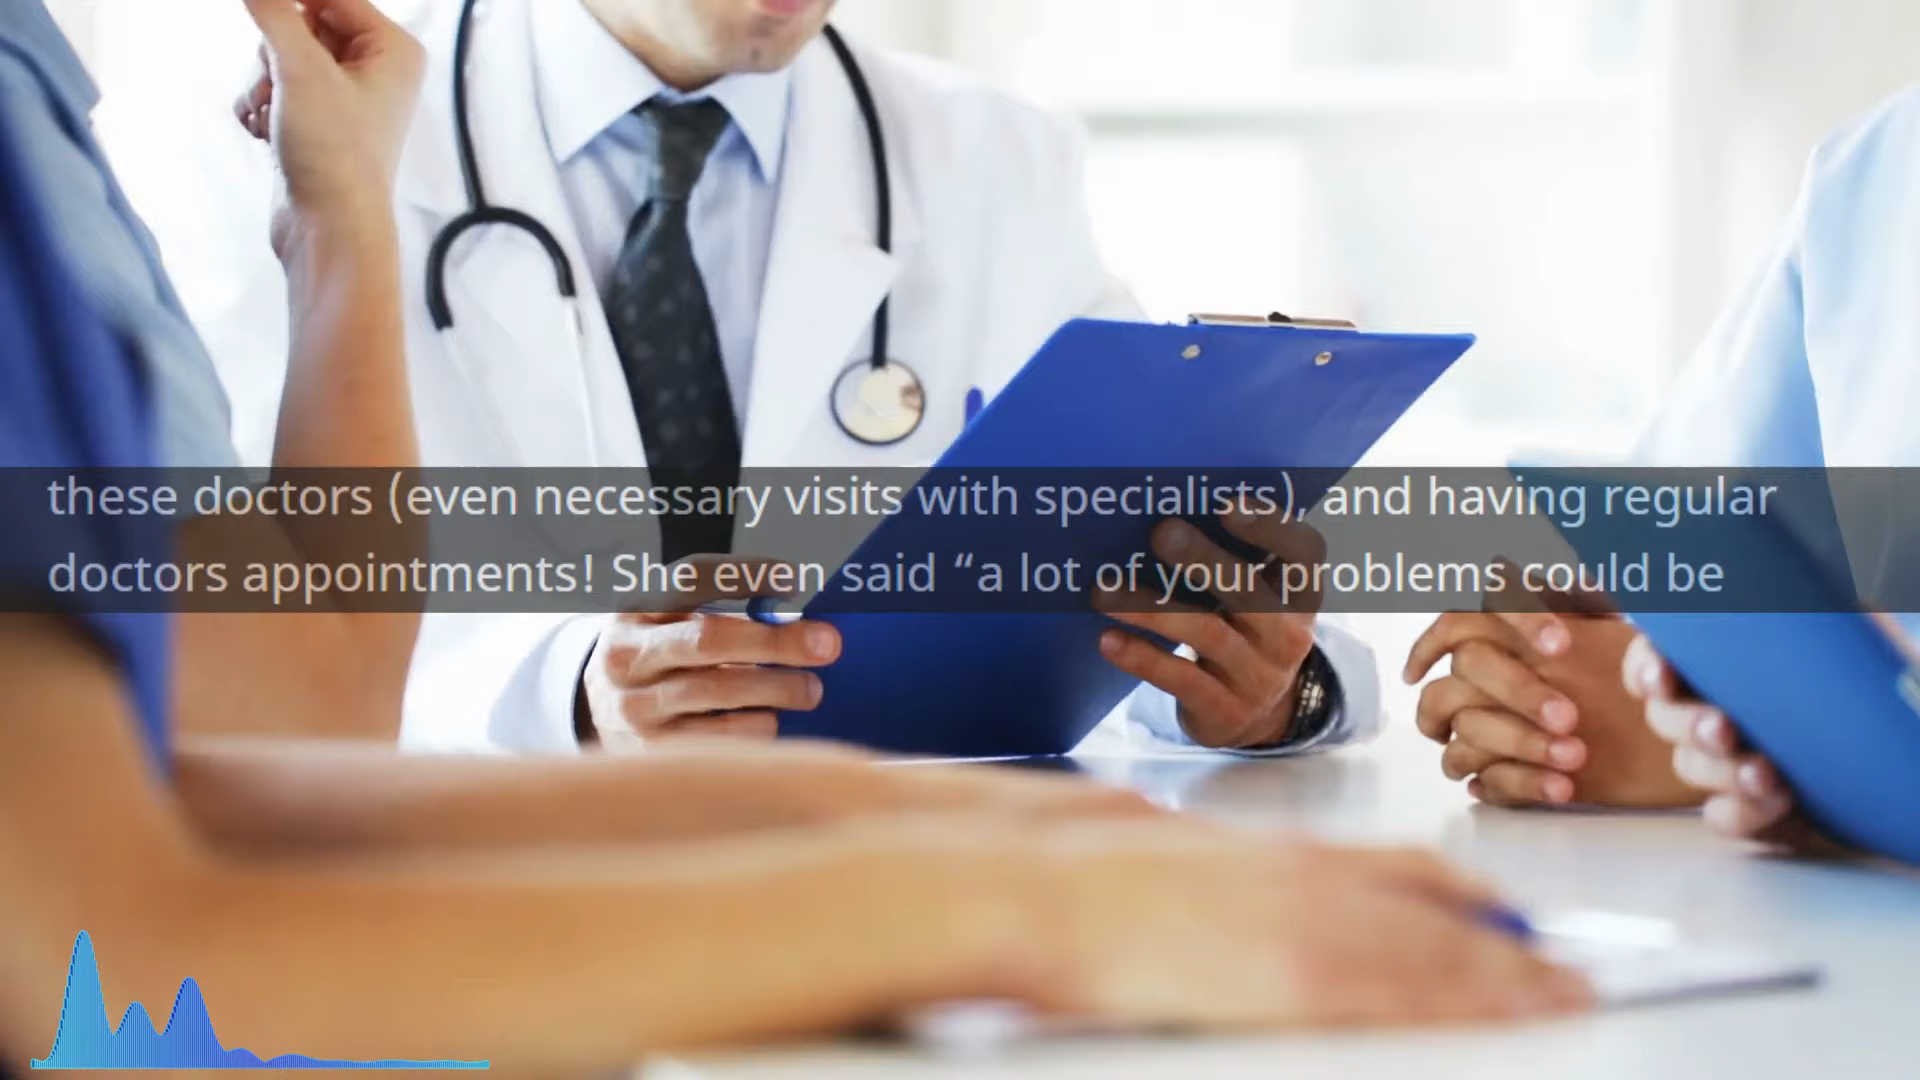 these doctors (even necessary visits with specialists), and having regular
doctors appointments! She even said “a lot of your problems could be